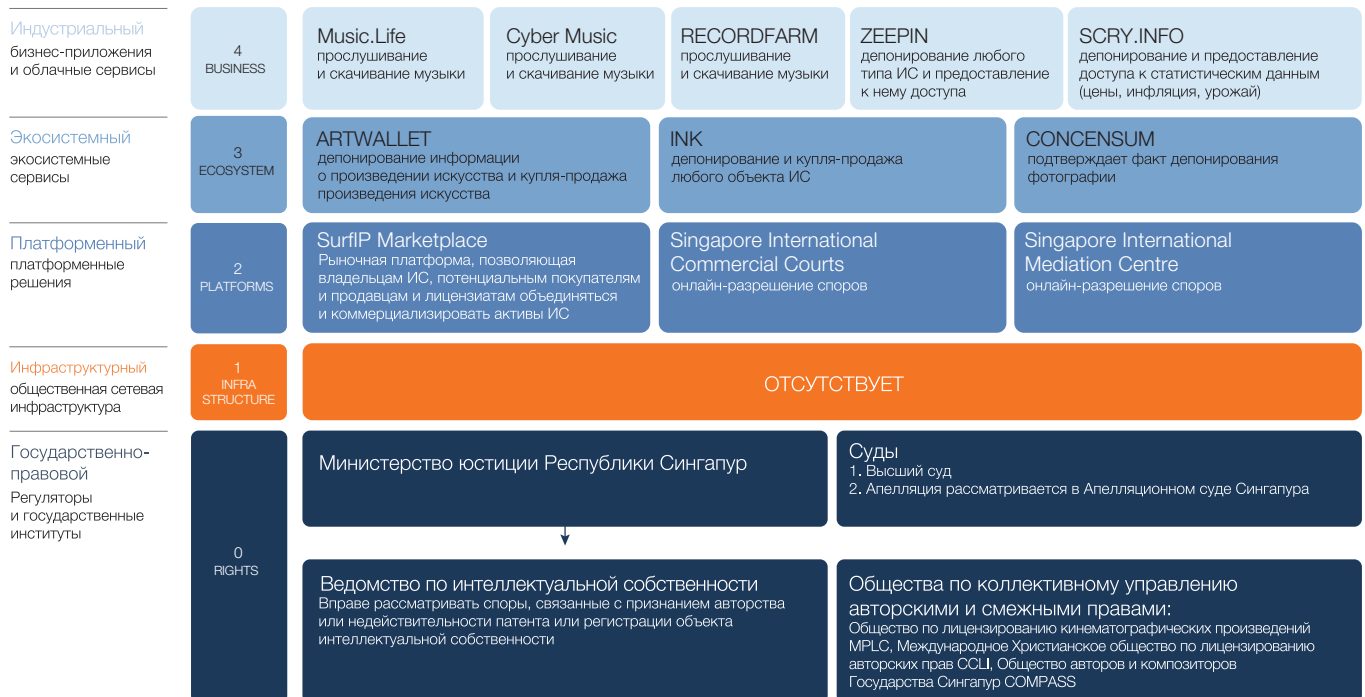 Индустриальный
бизнес-приложения
и облачные сервисы
4
BUSINESS
Music.Life
прослушивание
и скачивание музыки
Cyber Music
прослушивание
и скачивание музыки
RECORDFARM
прослушивание
и скачивание музыки
ZEEPIN
депонирование любого
типа ИС и предоставление
к нему доступа
SCRY.INFO
депонирование и предоставление
доступа к статистическим данным
(цены, инфляция, урожай)
Экосистемный
экосистемные
сервисы
3
ECOSYSTEM
ARTWALLET
депонирование информации
о произведении искусства и купля-продажа
произведения искусства
INK
депонирование и купля-продажа
любого объекта ИС
CONCENSUM
подтверждает факт депонирования
фотографии
Платформенный
платформенные
решения
2
PLATFORMS
SurfIP Marketplace
Рыночная платформа, позволяющая
владельцам ИС, потенциальным покупателям
и продавцам и лицензиатам объединяться
и коммерциализировать активы ИС
Singapore International
Commercial Courts
онлайн-разрешение споров
Singapore International
Mediation Centre
онлайн-разрешение споров
Инфраструктурный
общественная сетевая
инфраструктура
1
INFRA
STRUCTURE
ОТСУТСТВУЕТ
Государственно-
правовой
Регуляторы
и государственные
институты
0
RIGHTS
Министерство юстиции Республики Сингапур
Суды
1. Высший суд
2. Апелляция рассматривается в Апелляционном суде Сингапура
Ведомство по интеллектуальной собственности
Вправе рассматривать споры, связанные с признанием авторства
или недействительности патента или регистрации объекта
интеллектуальной собственности
Общества по коллективному управлению
авторскими и смежными правами:
Общество по лицензированию кинематографических произведений
MPLC, Международное Христианское общество по лицензированию
авторских прав CCLI, Общество авторов и композиторов
Государства Сингапур COMPASS